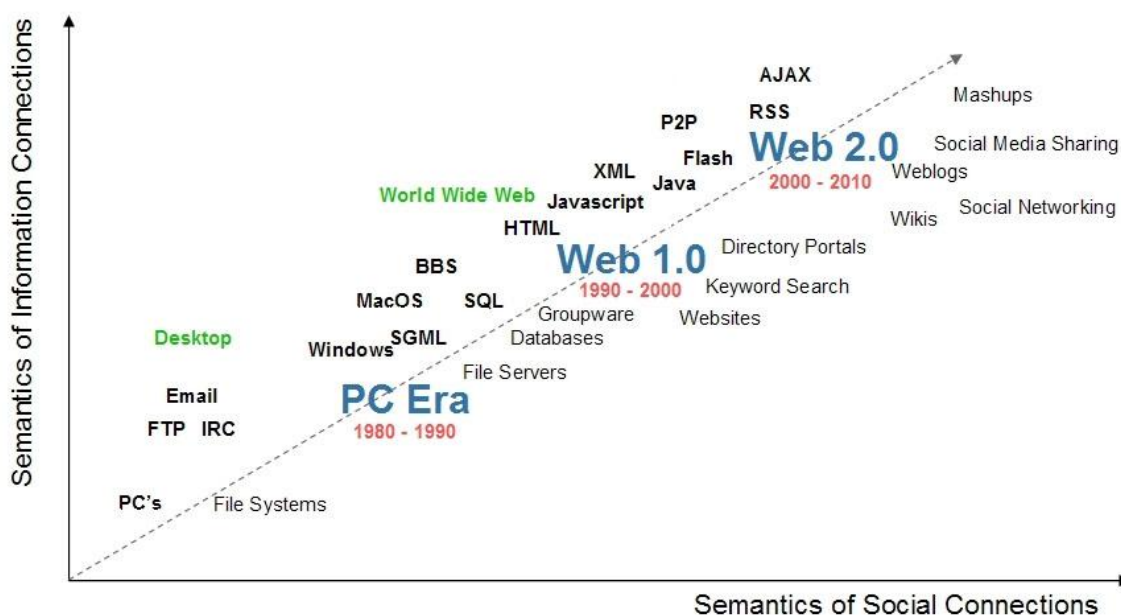 Semantics of Information Connections
AJAX
Mashups
RSS
P2P
Web 2.0
Social Media Sharing
Flash
Weblogs
XML
Java
2000 - 2010
World Wide Web
Javascript
Wikis
Social Networking
HTML
Directory Portals
Web 1.0
BBS
1990 - 2000
Keyword Search
MacOS
SQL
Groupware
Websites
Desktop
SGML
Databases
Windows
File Servers
Email
PC Era
FTP IRC
1980 - 1990
PC's
File Systems
Semantics of Social Connections